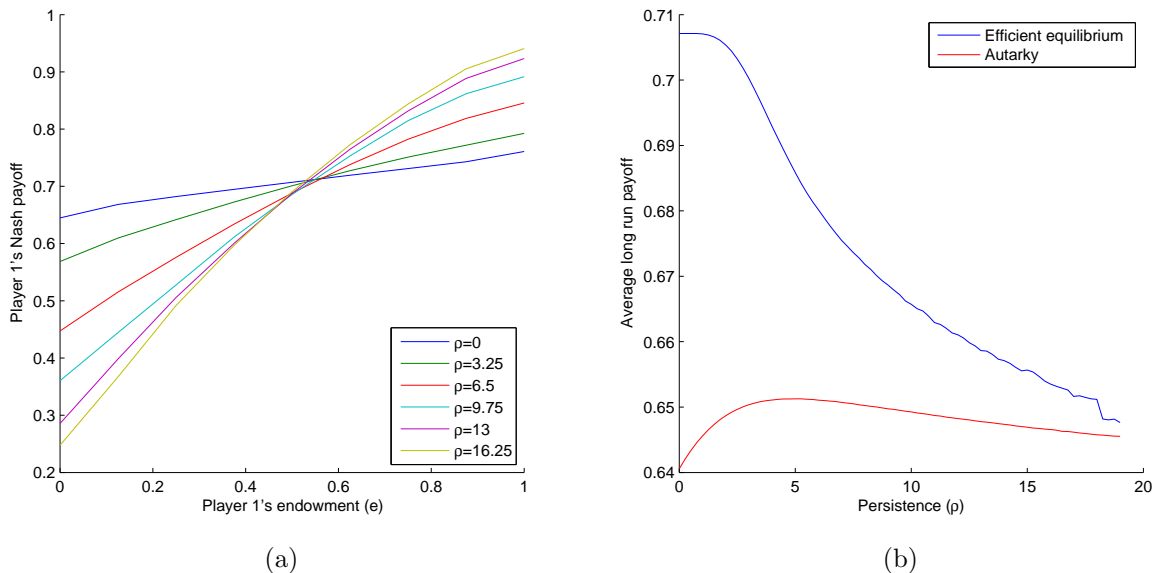 1
0.9
0.8
0.7
0.6
0.5
0.4
0.3
0.2
0
0.2
0.4
0.6
0.8
1
Player 1's Nash payoff
Player 1's endowment (e)
ρ=0
ρ=3.25
ρ=6.5
ρ=9.75
ρ=13
ρ=16.25
(a)
0.71
0.7
0.69
0.68
0.67
0.66
0.65
0.64
0
5
10
15
20
Average long run payoff
Persistence (ρ)
Efficient equilibrium
Autarky
(b)